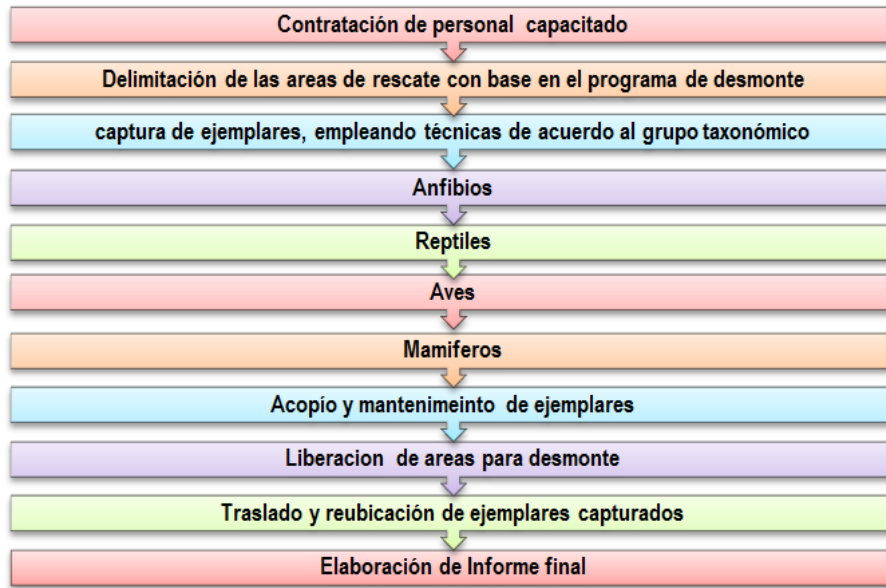 Contratación de personal capacitado
Delimitación de las areas de rescate con base en el programa de desmonte
captura de ejemplares, empleando técnicas de acuerdo al grupo taxonómico
Anfibios
Reptiles
Aves
Mamiferos
Acopío y mantenimeinto de ejemplares
Liberacion de areas para desmonte
Traslado y reubicación de ejemplares capturados
Elaboración de Informe final